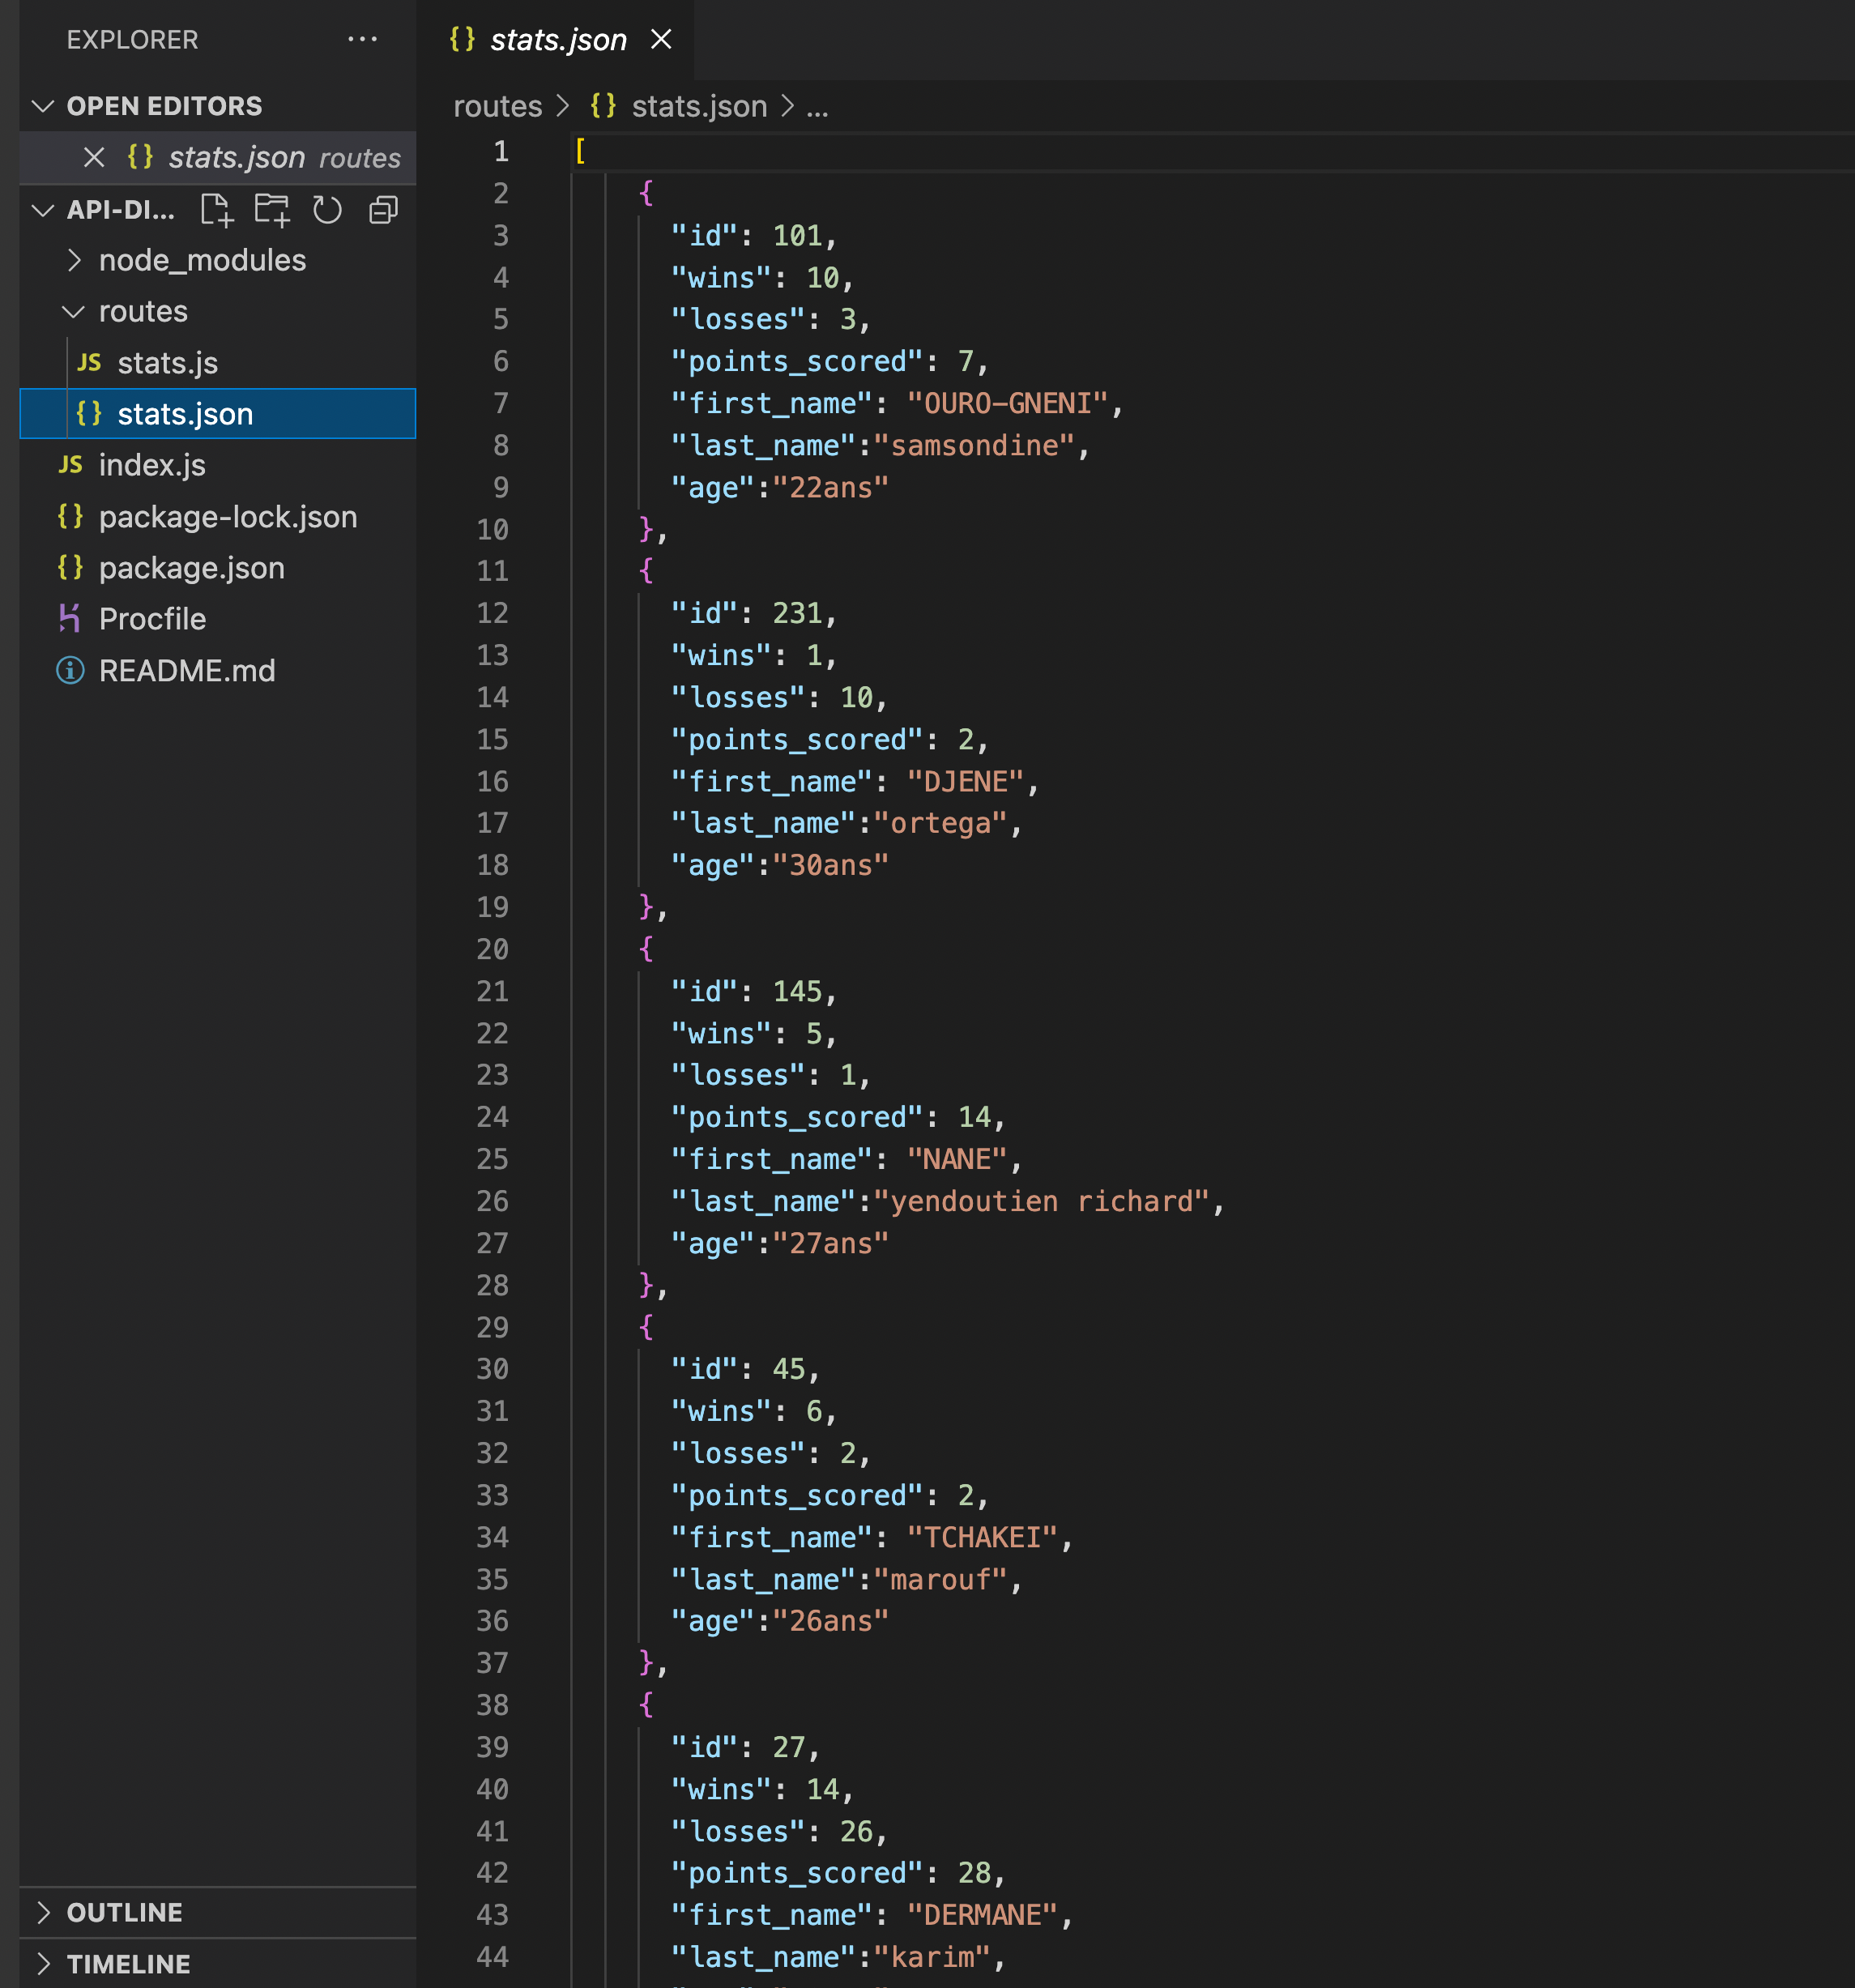 EXPLORER ...
OPEN EDITORS
stats.json routes
API-DI...
node_modules
routes
JS stats.js
{} stats.json
JS index.js
{} package-lock.json
{} package.json
Procfile
README.md
OUTLINE
TIMELINE
{} stats.json
routes > {} stats.json > ...
1 [
2 {
3 "id": 101,
4 "wins": 10,
5 "losses": 3,
6 "points_scored": 7,
7 "first_name": "OURO-GNENI",
8 "last_name":"samsondine",
9 "age":"22ans"
10 },
11 {
12 "id": 231,
13 "wins": 1,
14 "losses": 10,
15 "points_scored": 2,
16 "first_name": "DJENE",
17 "last_name":"ortega",
18 "age":"30ans"
19 },
20 {
21 "id": 145,
22 "wins": 5,
23 "losses": 1,
24 "points_scored": 14,
25 "first_name": "NANE",
26 "last_name":"yendoutien richard",
27 "age":"27ans"
28 },
29 {
30 "id": 45,
31 "wins": 6,
32 "losses": 2,
33 "points_scored": 2,
34 "first_name": "TCHAKEI",
35 "last_name":"marouf",
36 "age":"26ans"
37 },
38 {
39 "id": 27,
40 "wins": 14,
41 "losses": 26,
42 "points_scored": 28,
43 "first_name": "DERMANE",
44 "last_name":"karim",